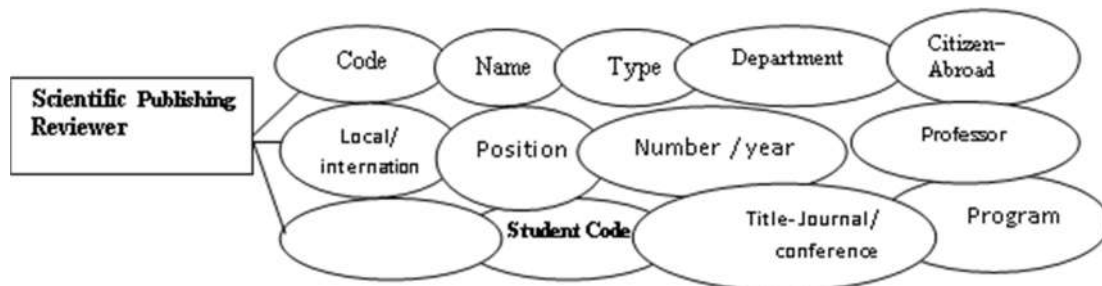 Scientific Publishing
Reviewer
Code
Name
Type
Department
Citizen-
Abroad
Local/
internation
Position
Number /year
Professor
Student Code
Title-Journal/
conference
Program